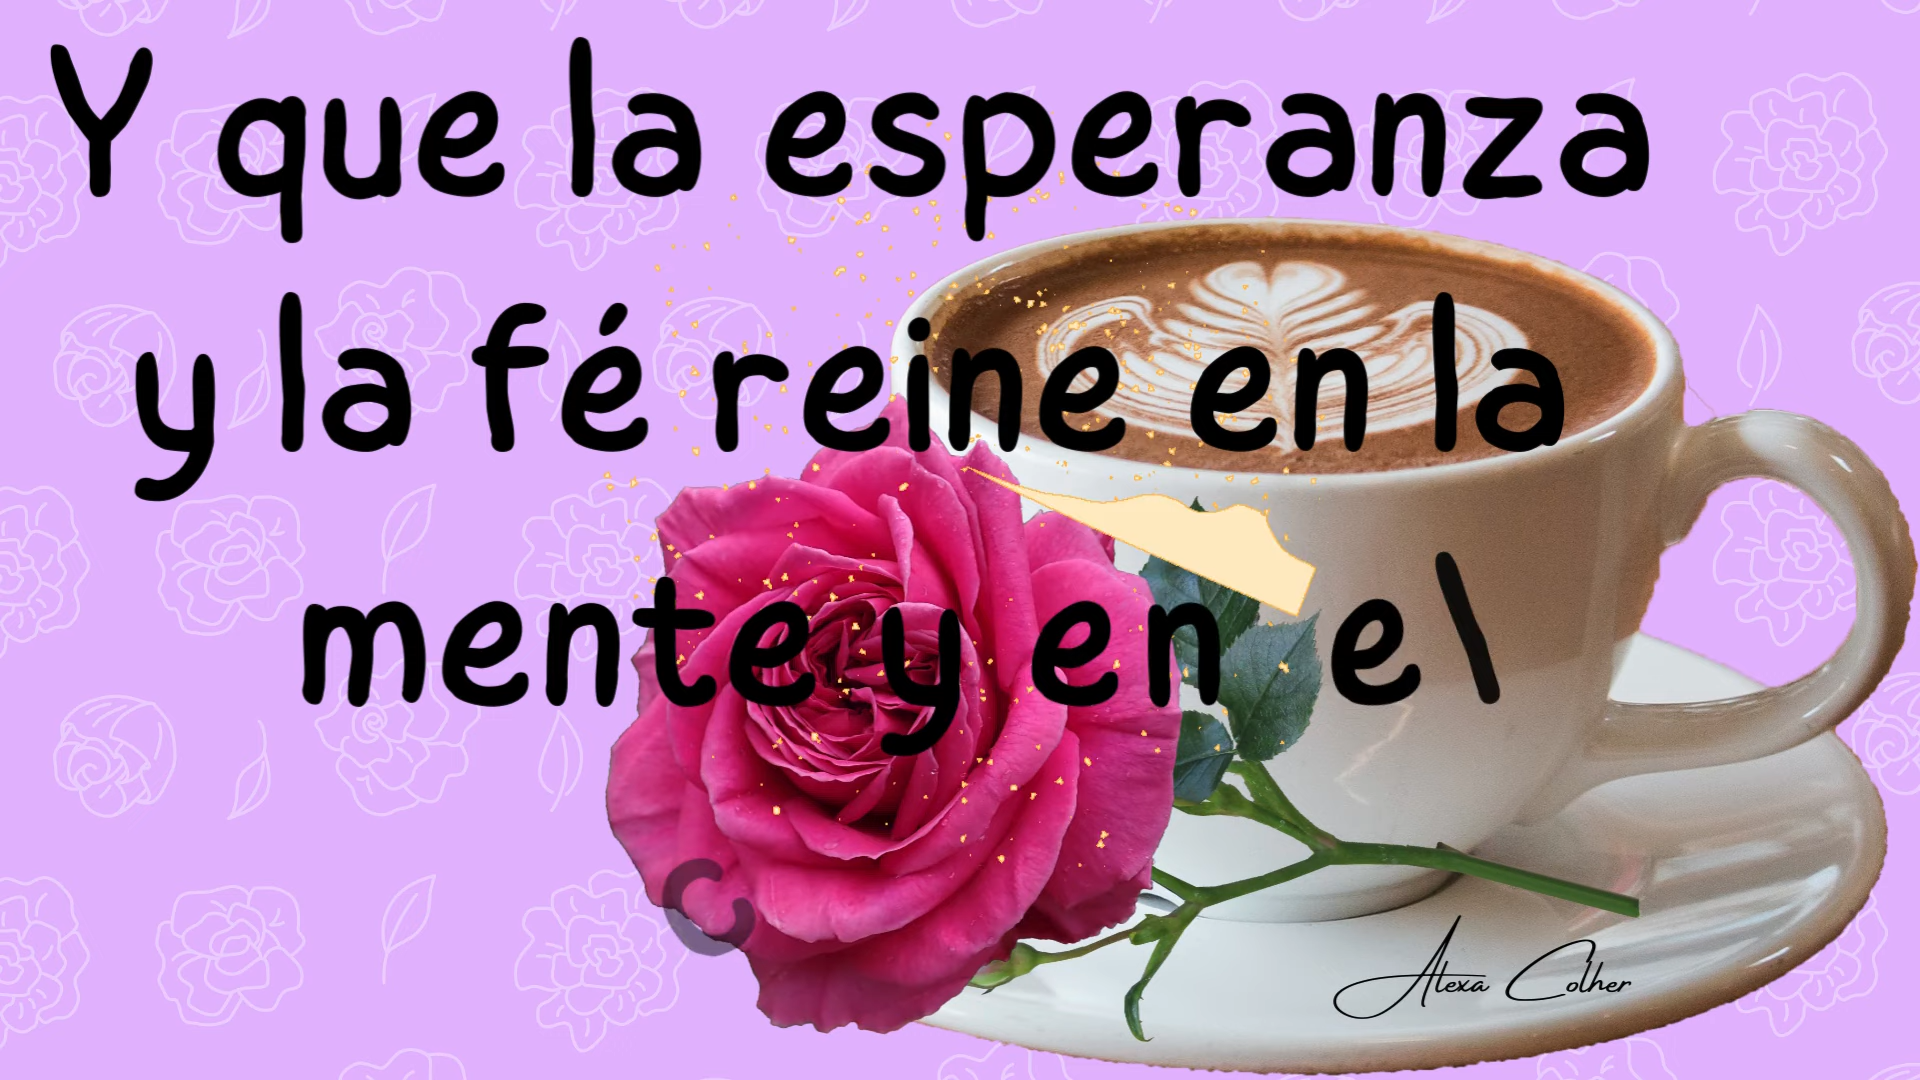 Y que la esperanza
y la fé reine en la
mente y en el
c
Alexa Colher